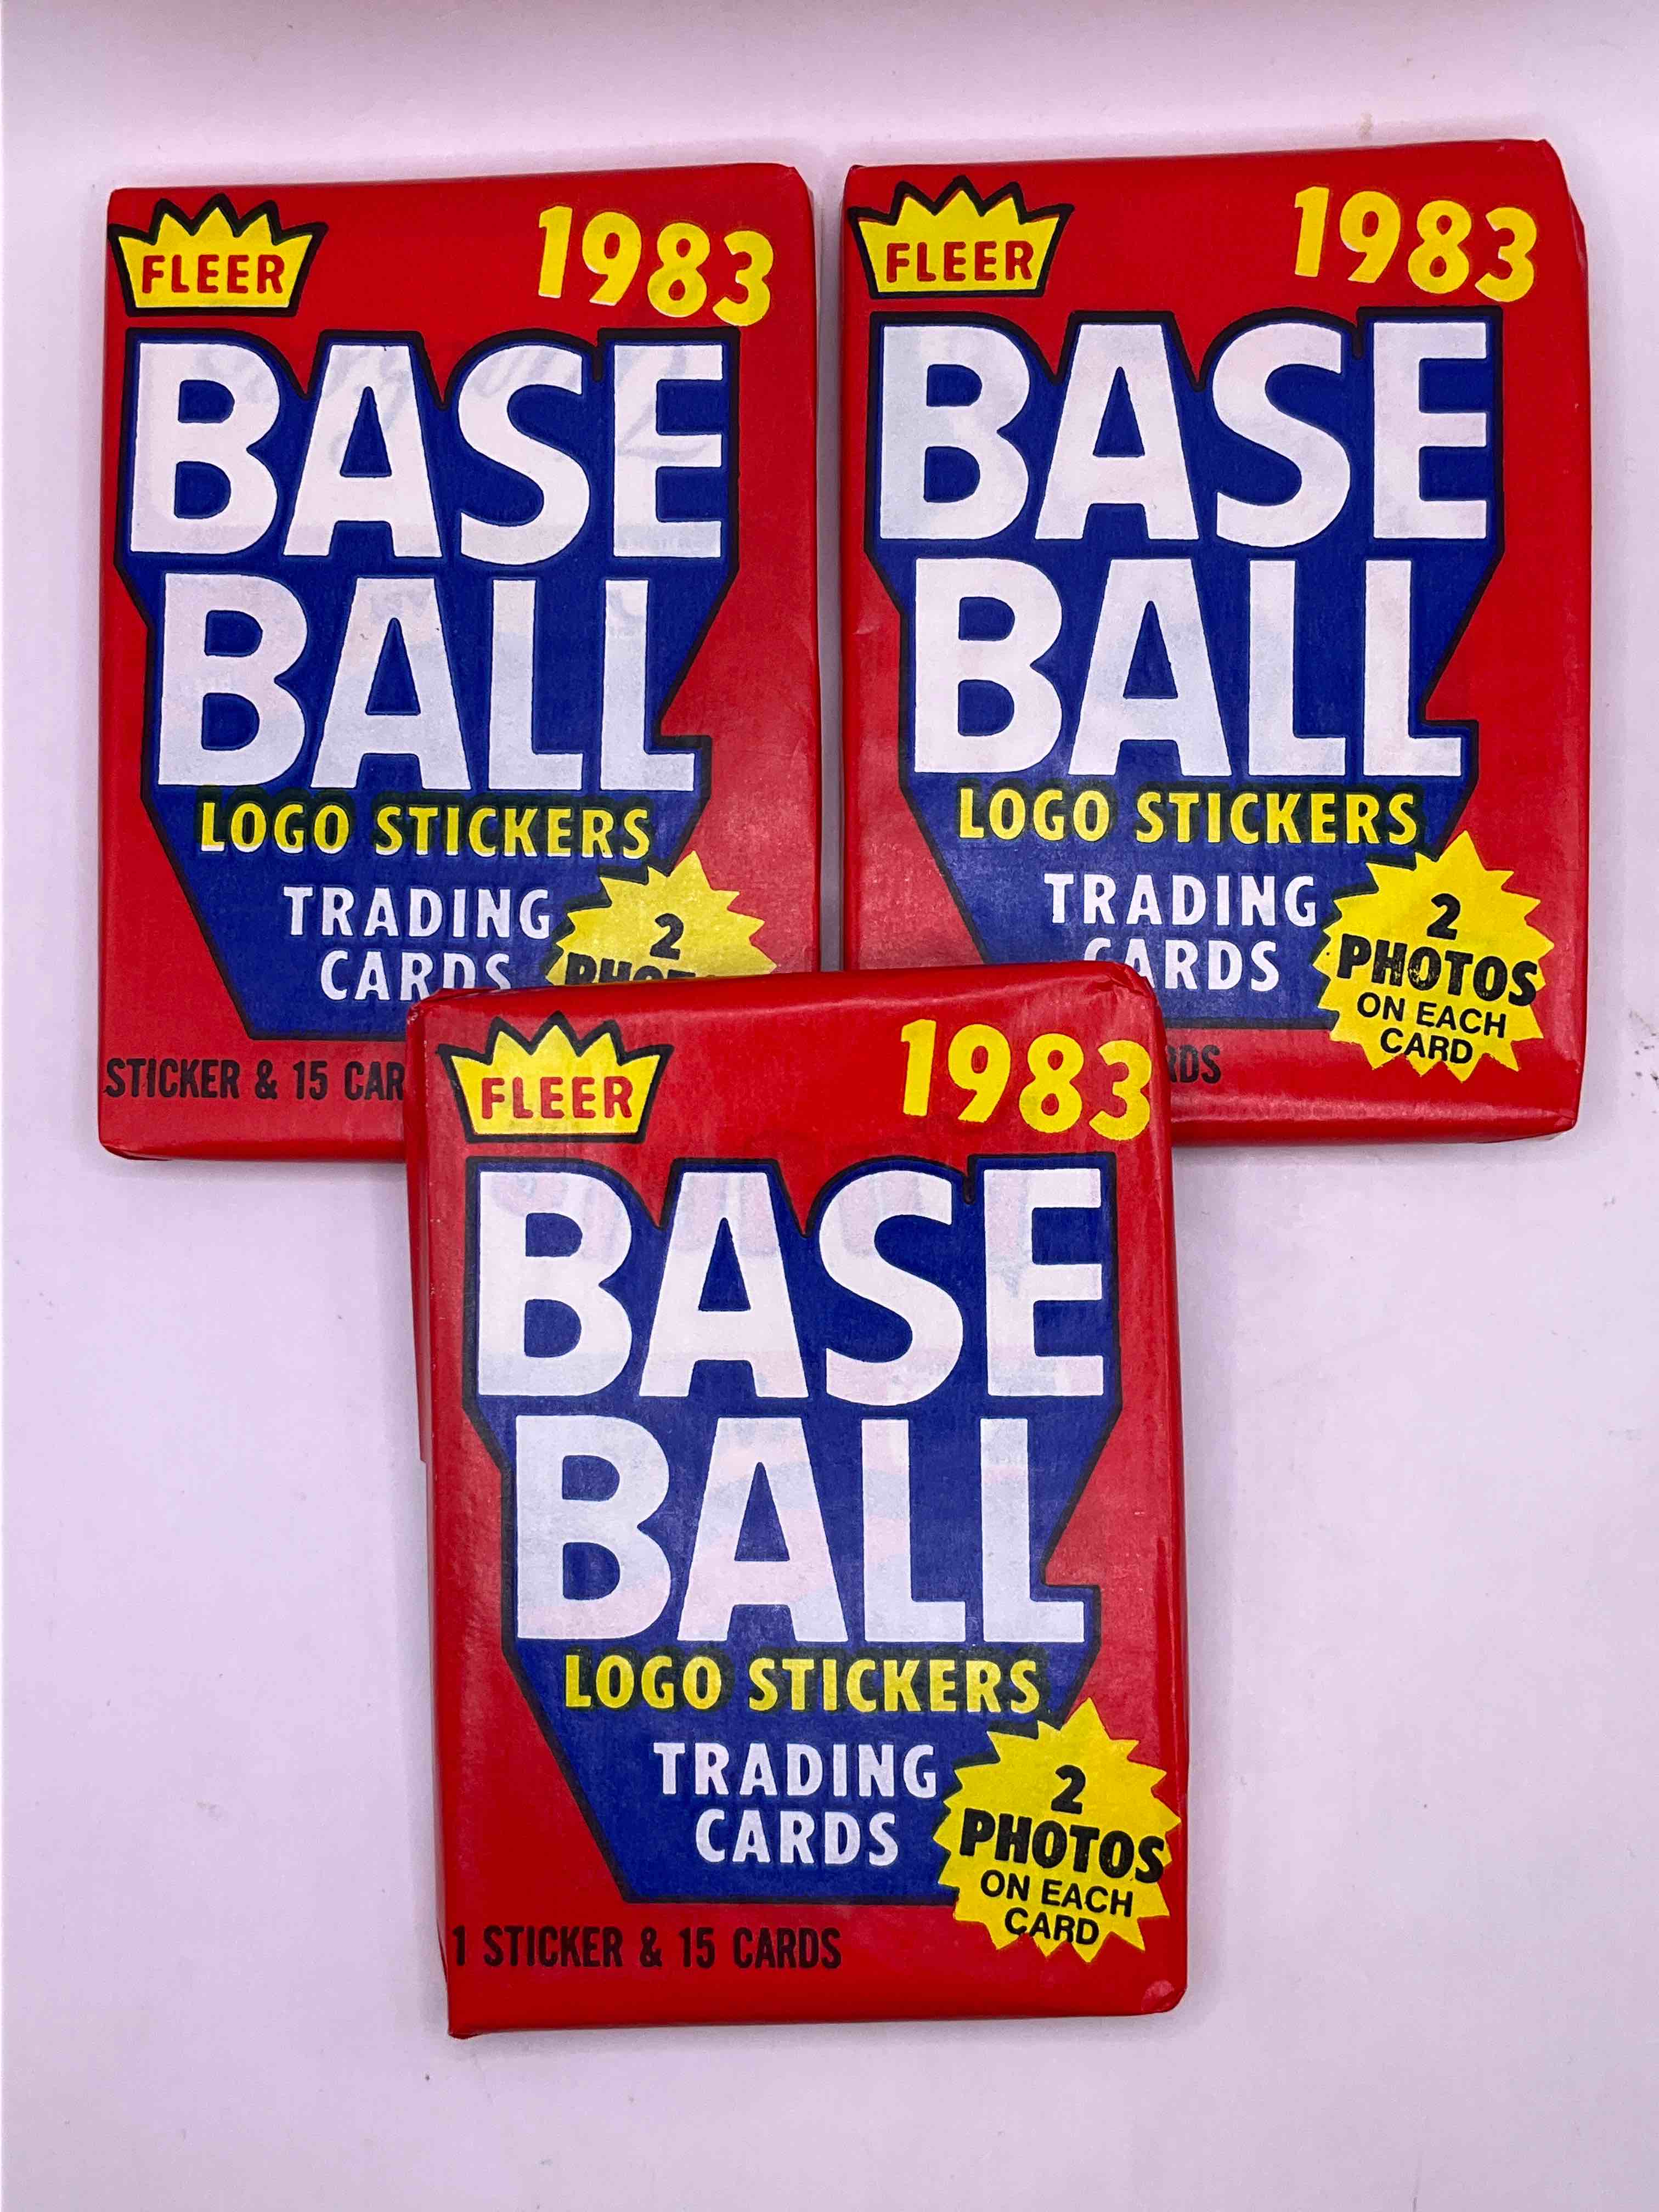 FLEER
1983
BASE
BALL
LOGO STICKERS
TRADING
CARDS
2
STICKER & 15
FLEER
1983
BASE
BALL
LOGO STICKERS
TRADING
CARDS
2
PHOTOS
ON EACH
CARD
FLEER
1983
BASE
BALL
LOGO STICKERS
TRADING
CARDS
2
PHOTOS
ON EACH
CARD
1 STICKER & 15 CARDS